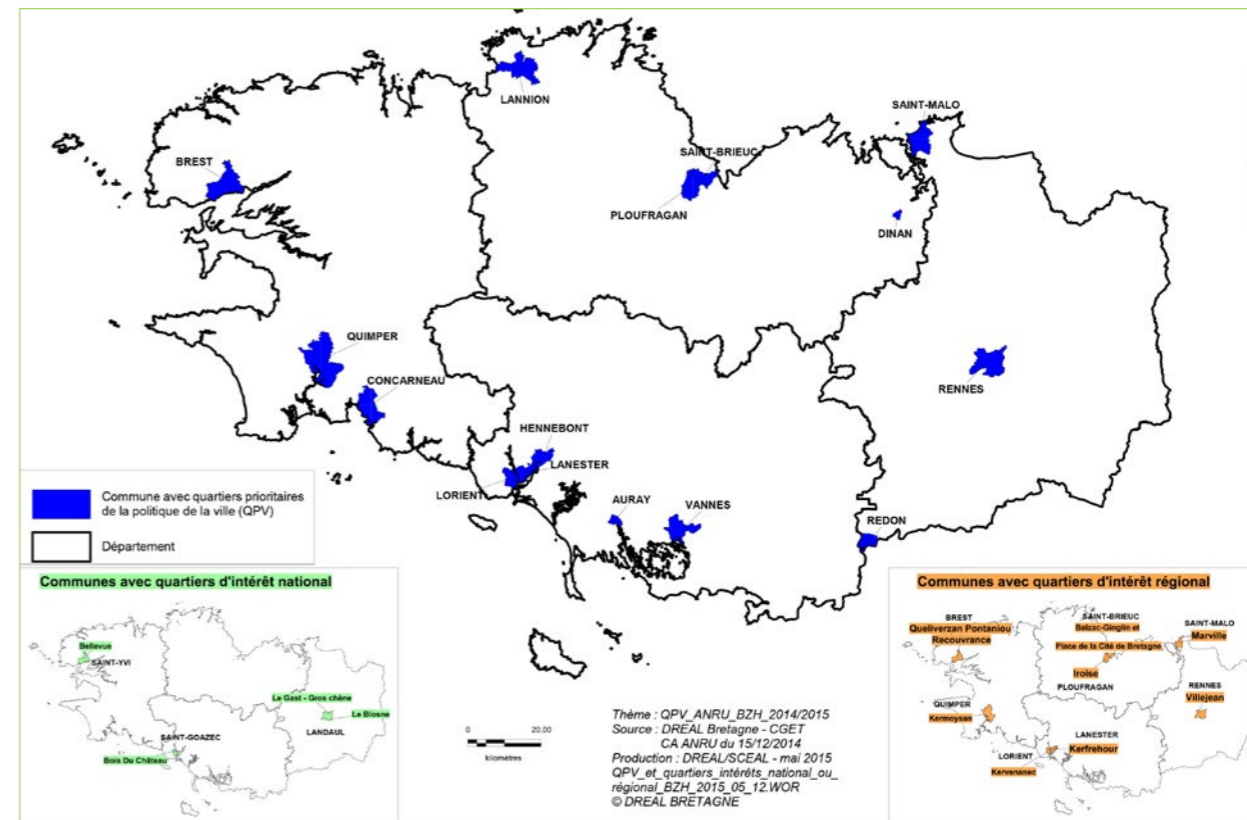 LANNION
SAINT-MALO
BREST
SAINT-BRIEUC
PLOUFRAGAN
DINAN
QUIMPER
CONCARNEAU
RENNES
HENNEBONT
LANESTER
LORIENT
AURAY
VANNES
REDON
Commune avec quartiers prioritaires
de la politique de la ville (QPV)
Département
Communes avec quartiers d'intérêt national
Bellevue
SAINT-YVI
Le Gast - Gros chêne
Le Blosne
LANDAUL
SAINT-GOAZEC
Bois Du Château
0 20,00
kilomètres
Thème : QPV_ANRU_BZH_2014/2015
Source : DREAL Bretagne - CGET
CA ANRU du 15/12/2014
Production : DREAL/SCEAL - mai 2015
QPV_et_quartiers_intérêts_national_ou_
régional_BZH_2015_05_12.WOR
© DREAL BRETAGNE
Communes avec quartiers d'intérêt régional
BREST
Queliverzan Pontaniou
Recouvrance
SAINT-BRIEUC
Balzac-Ginglin et
Place de la Cité de Bretagne
Iroise
PLOUFRAGAN
SAINT-MALO
Marville
RENNES
Villejean
QUIMPER
Kermoysan
LANESTER
Kerfrehour
LORIENT
Kervenanec